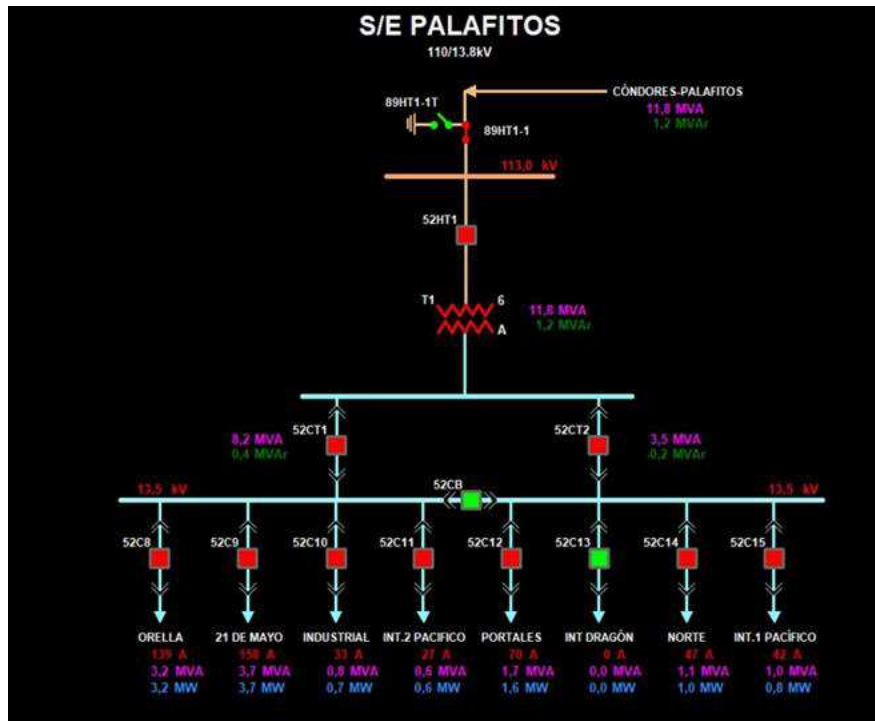 S/E PALAFITOS
110/13.8kV
CÓNDORES-PALAFITOS
11,8 MVA
1,2 MVAr
89HT1-1T
89HT1-1
113,0 kV
52HT1
T1 6
A
11,8 MVA
1,2 MVAr
52CT1
8,2 MVA
0,4 MVAr
52CT2
3,5 MVA
0,2 MVAr
13,5 kV
52CB
13,5 kV
52C8 52C9 52C10 52C11 52C12 52C13 52C14 52C15
ORELLA 21 DE MAYO INDUSTRIAL INT.2 PACIFICO PORTALES INT DRAGÓN NORTE INT.1 PACÍFICO
139 A 158 A 33 A 27 A 70 A 0 A 47 A 42 A
3,2 MVA 3,7 MVA 0,8 MVA 0,6 MVA 1,7 MVA 0,0 MVA 1,1 MVA 1,0 MVA
3,2 MW 3,7 MW 0,7 MW 0,6 MW 1,6 MW 0,0 MW 1,0 MW 0,8 MW